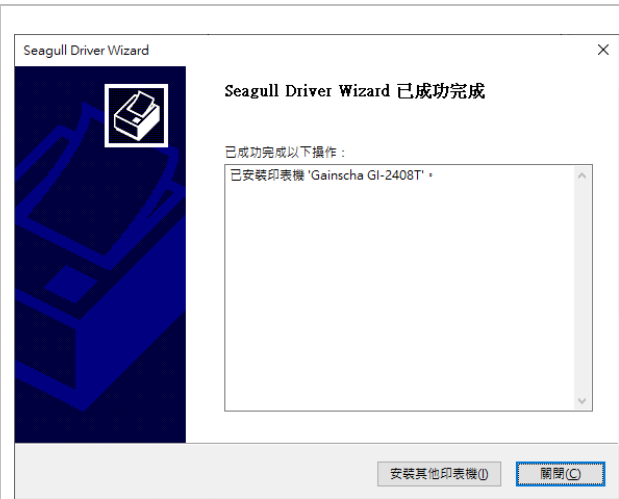 Seagull Driver Wizard
Seagull Driver Wizard 已成功完成
已成功完成以下操作：
已安裝印表機 'Gainscha GI-2408T'。
安裝其他印表機(I)
關閉(C)